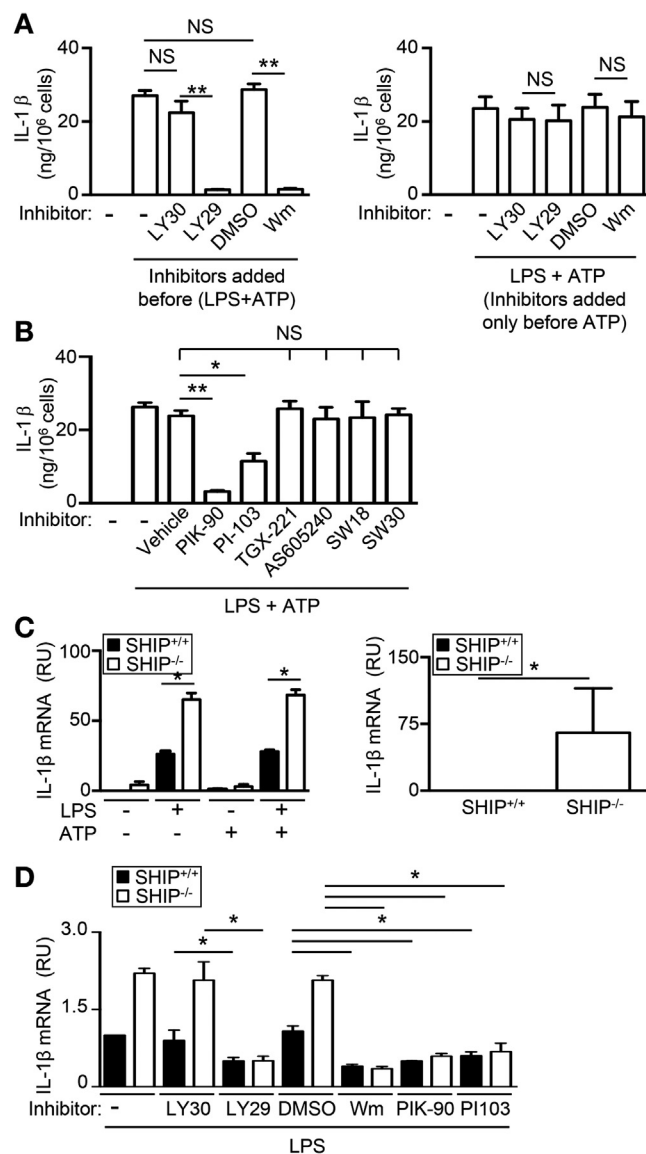 A
NS
NS
**
**
40
20
0
IL-1 β
(ng/10⁶ cells)
Inhibitor: - - LY30 LY29 DMSO Wm
Inhibitors added
before (LPS+ATP)
NS
NS
40
20
0
IL-1 β
(ng/10⁶ cells)
- - LY30 LY29 DMSO Wm
LPS + ATP
(Inhibitors added
only before ATP)
B
NS
*
**
40
20
0
IL-1 β
(ng/10⁶ cells)
Inhibitor: - - Vehicle PIK-90 PI-103 TGX-221 AS605240 SW18 SW30
LPS + ATP
C
SHIP+/+
SHIP-/-
*
*
100
50
0
IL-1β mRNA (RU)
LPS - + - +
ATP - - + +
SHIP+/+
SHIP-/-
*
150
75
0
IL-1β mRNA (RU)
SHIP+/+ SHIP-/-
D
SHIP+/+
SHIP-/-
*
*
*
*
3.0
1.5
0
IL-1β mRNA (RU)
Inhibitor: - LY30 LY29 DMSO Wm PIK-90 PI103
LPS